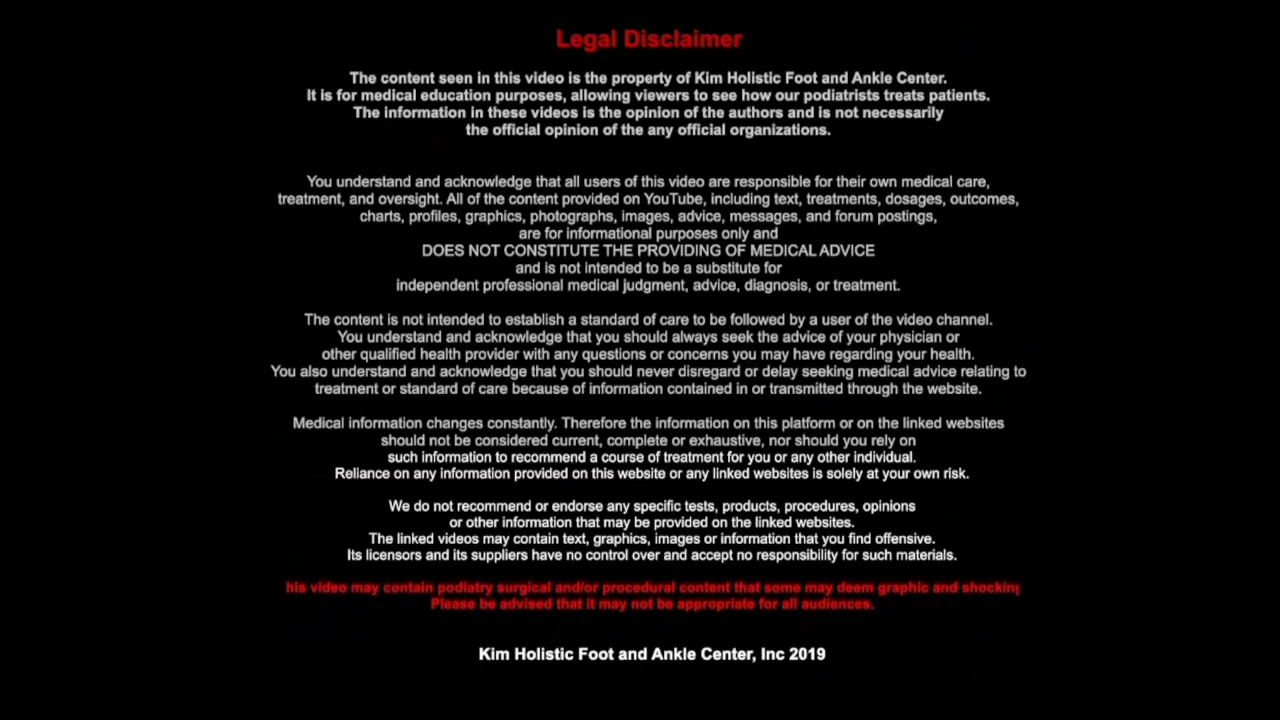 Legal Disclaimer
The content seen in this video is the property of Kim Holistic Foot and Ankle Center.
It is for medical education purposes, allowing viewers to see how our podiatrists treats patients.
The information in these videos is the opinion of the authors and is not necessarily
the official opinion of the any official organizations.
You understand and acknowledge that all users of this video are responsible for their own medical care,
treatment, and oversight. All of the content provided on YouTube, including text, treatments, dosages, outcomes,
charts, profiles, graphics, photographs, images, advice, messages, and forum postings,
are for informational purposes only and
DOES NOT CONSTITUTE THE PROVIDING OF MEDICAL ADVICE
and is not intended to be a substitute for
independent professional medical judgment, advice, diagnosis, or treatment.
The content is not intended to establish a standard of care to be followed by a user of the video channel.
You understand and acknowledge that you should always seek the advice of your physician or
other qualified health provider with any questions or concerns you may have regarding your health.
You also understand and acknowledge that you should never disregard or delay seeking medical advice relating to
treatment or standard of care because of information contained in or transmitted through the website.
Medical information changes constantly. Therefore the information on this platform or on the linked websites
should not be considered current, complete or exhaustive, nor should you rely on
such information to recommend a course of treatment for you or any other individual.
Reliance on any information provided on this website or any linked websites is solely at your own risk.
We do not recommend or endorse any specific tests, products, procedures, opinions
or other information that may be provided on the linked websites.
The linked videos may contain text, graphics, images or information that you find offensive.
Its licensors and its suppliers have no control over and accept no responsibility for such materials.
his video may contain podiatry surgical and/or procedural content that some may deem graphic and shocking
Please be advised that it may not be appropriate for all audiences.
Kim Holistic Foot and Ankle Center, Inc 2019